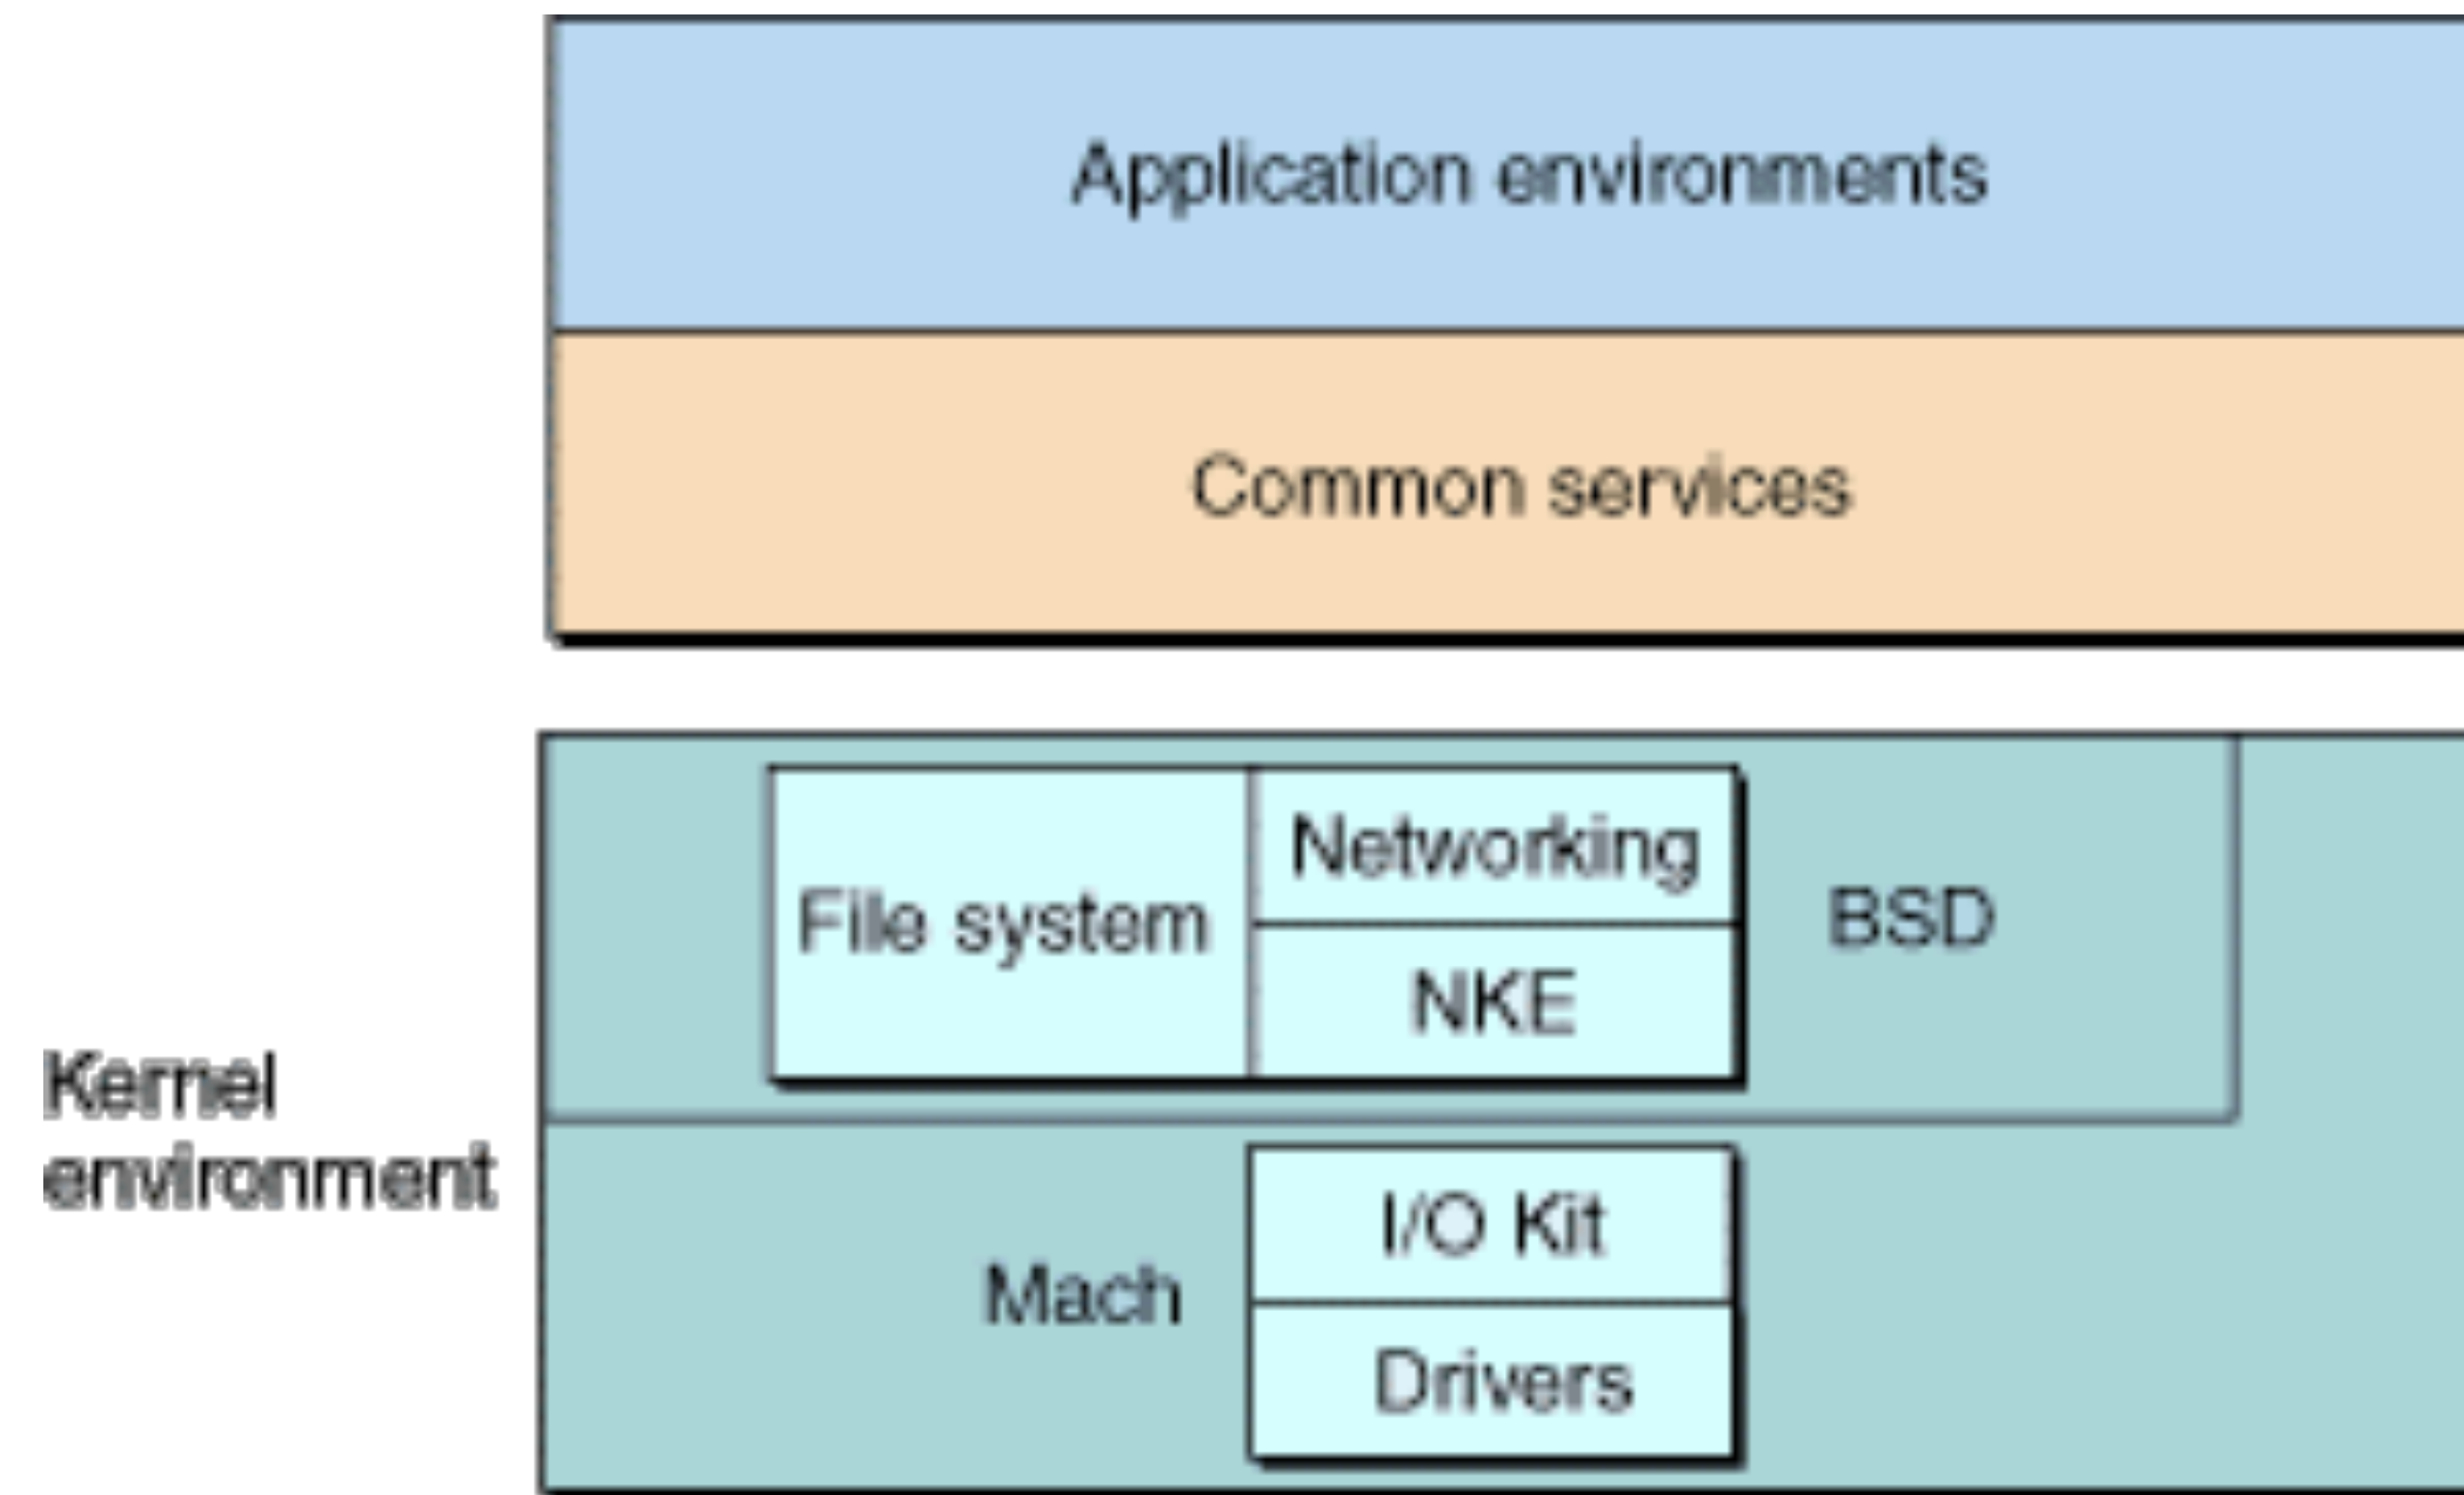 Application environments
Common services
File system
Networking
NKE
BSD
Kernel
environment
Mach
I/O Kit
Drivers